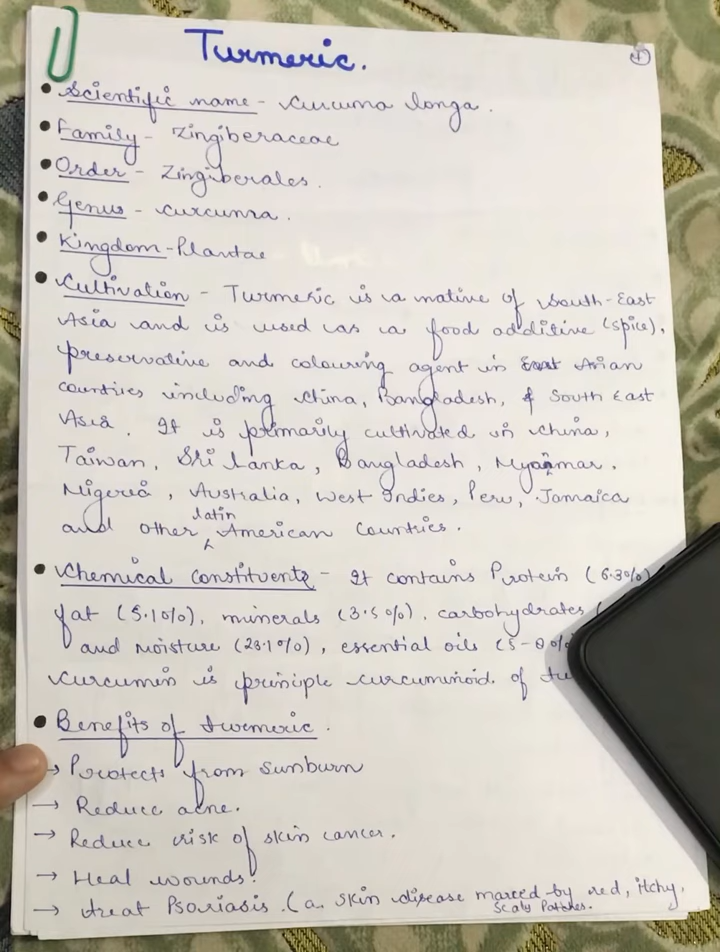 Turmeric.
4
• Scientific name - Curcuma longa.
• Family - Zingiberaceae
• Order - Zingiberales.
• Genus - Curcuma.
• Kingdom - Plantae
• Cultivation - Turmeric is a native of South-East
Asia and is used as a food additive (spice),
preservative and colouring agent in Asian
countries including China, Bangladesh, & South East
Asia. It is primarily cultivated in China,
Taiwan, Sri Lanka, Bangladesh, Myanmar,
Nigeria, Australia, West Indies, Peru, Jamaica
and other latin American Countries.
• Chemical constituents - It contains Protein (6.3%)
fat (5.1%), minerals (3.5%), carbohydrates (
and Moisture (23.1%), essential oils (5-
curcumin is principle curcuminoid of tu
• Benefits of turmeric.
→ Protects from Sunburn
→ Reduce acne.
→ Reduce risk of skin cancer.
→ Heal wounds.
→ treat Psoriasis. (a skin disease marced by red, itchy,
Scaly Patches.